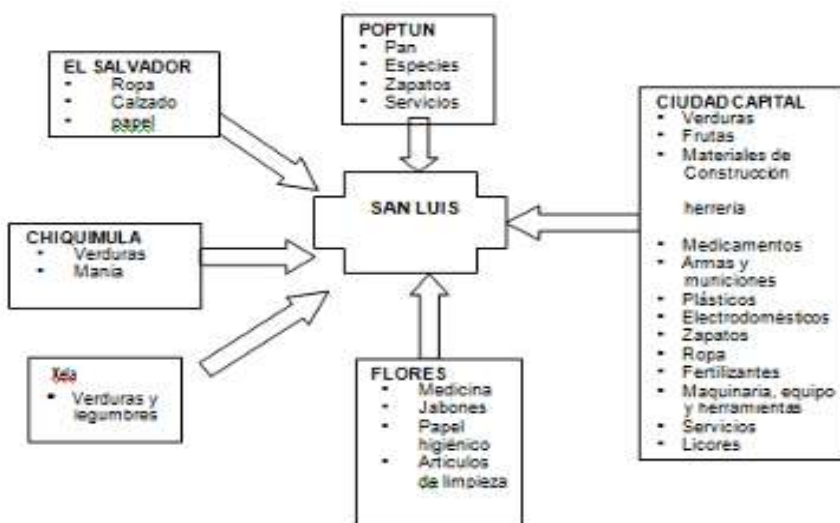 POPTUN
Pan
Especies
Zapatos
Servicios
EL SALVADOR
Ropa
Calzado
papel
CIUDAD CAPITAL
Verduras
Frutas
Materiales de
Construcción
herrería
Medicamentos
Armas y
municiones
Plásticos
Electrodomésticos
Zapatos
Ropa
Fertilizantes
Maquinaria, equipo
y herramientas
Servicios
Licores
SAN LUIS
CHIQUIMULA
Verduras
Manía
Xela
Verduras y
legumbres
FLORES
Medicina
Jabones
Papel
higiénico
Artículos
de limpieza